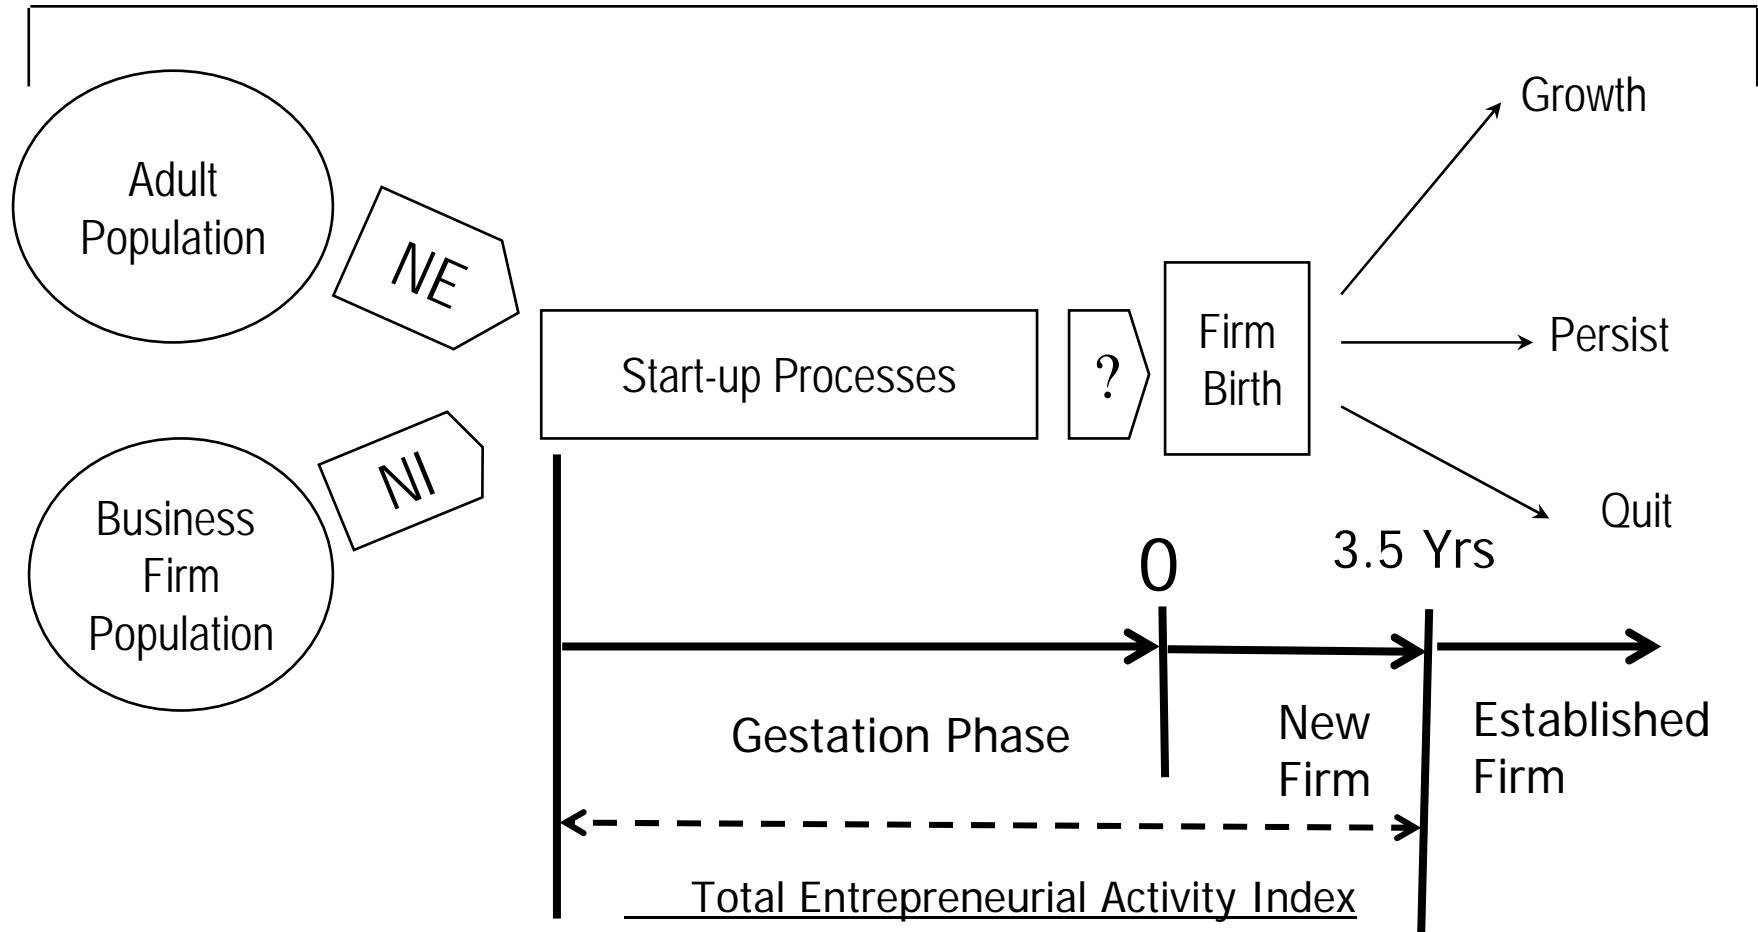 Growth
Adult
Population
NE
Firm
Birth
Persist
Start-up Processes
?
NI
Business
Firm
Population
Quit
0
3.5 Yrs
Gestation Phase
New
Firm
Established
Firm
Total Entrepreneurial Activity Index